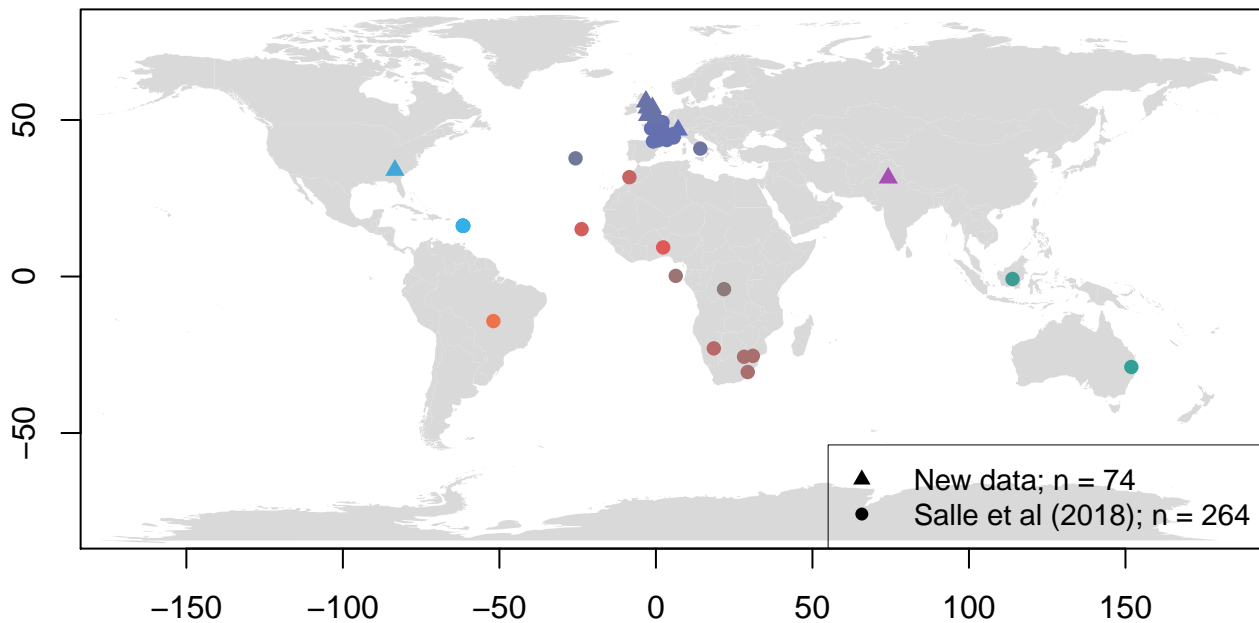 50
0
−50
New data; n = 74
Salle et al (2018); n = 264
−150 −100 −50 0 50 100 150